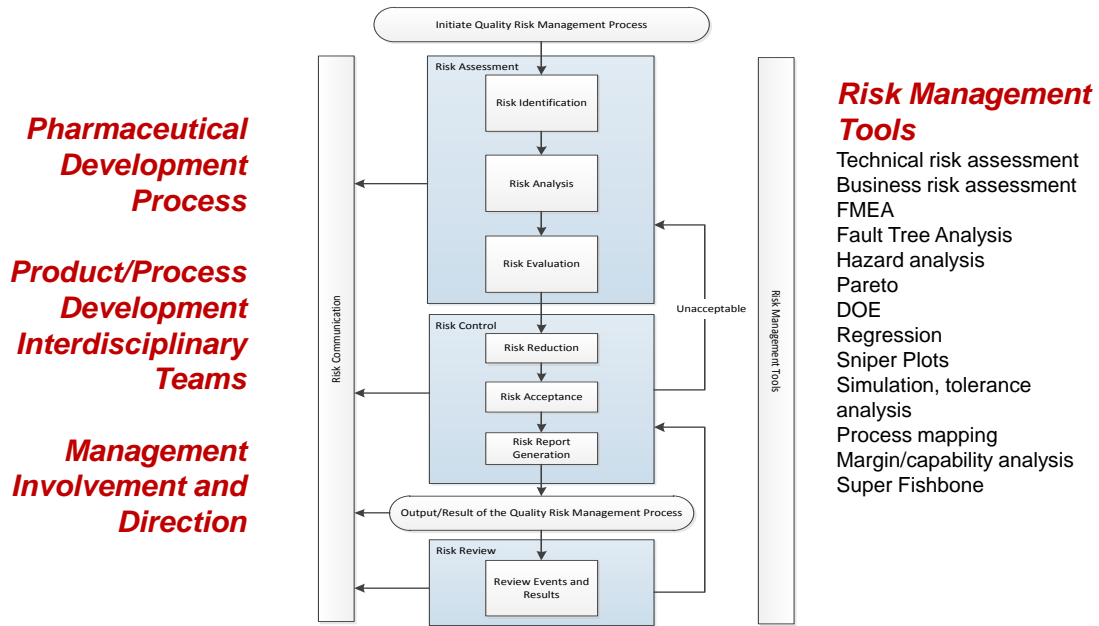 Initiate Quality Risk Management Process
Pharmaceutical
Development
Process
Product/Process
Development
Interdisciplinary
Teams
Management
Involvement and
Direction
Risk Communication
Risk Assessment
Risk Identification
Risk Analysis
Risk Evaluation
Risk Control
Risk Reduction
Risk Acceptance
Risk Report
Generation
Output/Result of the Quality Risk Management Process
Risk Review
Review Events and
Results
Unacceptable
Risk Management Tools
Risk Management
Tools
Technical risk assessment
Business risk assessment
FMEA
Fault Tree Analysis
Hazard analysis
Pareto
DOE
Regression
Sniper Plots
Simulation, tolerance
analysis
Process mapping
Margin/capability analysis
Super Fishbone